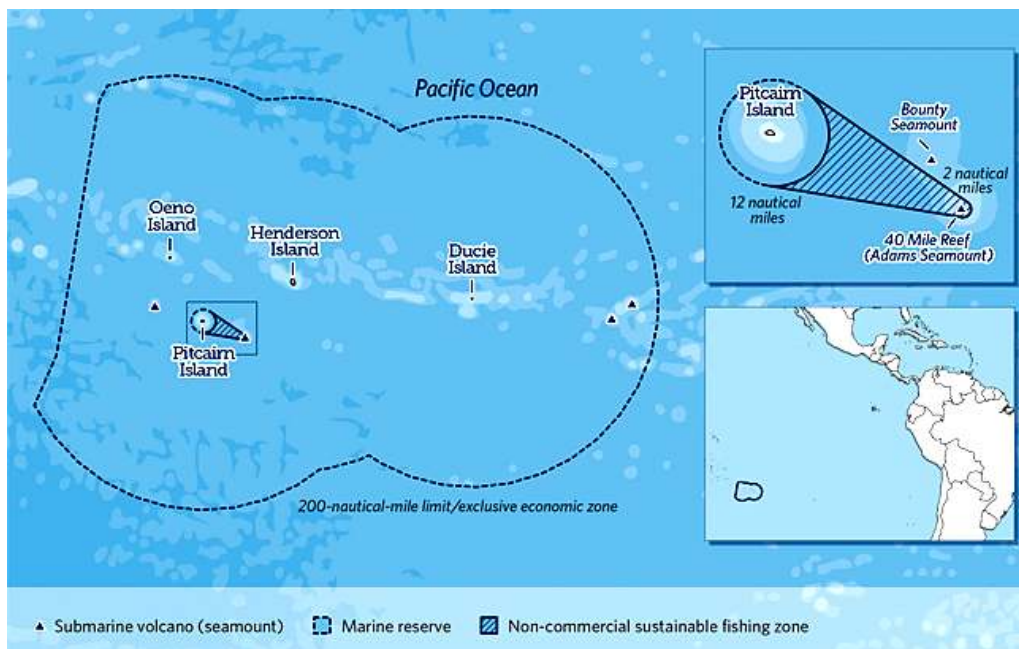 Pacific Ocean
Oeno
Island
Henderson
Island
Ducie
Island
Pitcairn
Island
200-nautical-mile limit/exclusive economic zone
Pitcairn
Island
Bounty
Seamount
2 nautical
miles
12 nautical
miles
40 Mile Reef
(Adams Seamount)
Submarine volcano (seamount)
Marine reserve
Non-commercial sustainable fishing zone